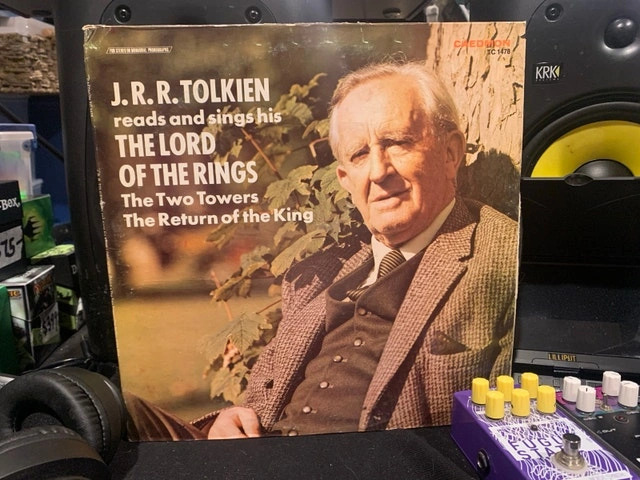 CAEDMON
TC 1478
J.R.R. TOLKIEN
reads and sings his
THE LORD
OF THE RINGS
The Two Towers
The Return of the King
KRK
LILLIPUT